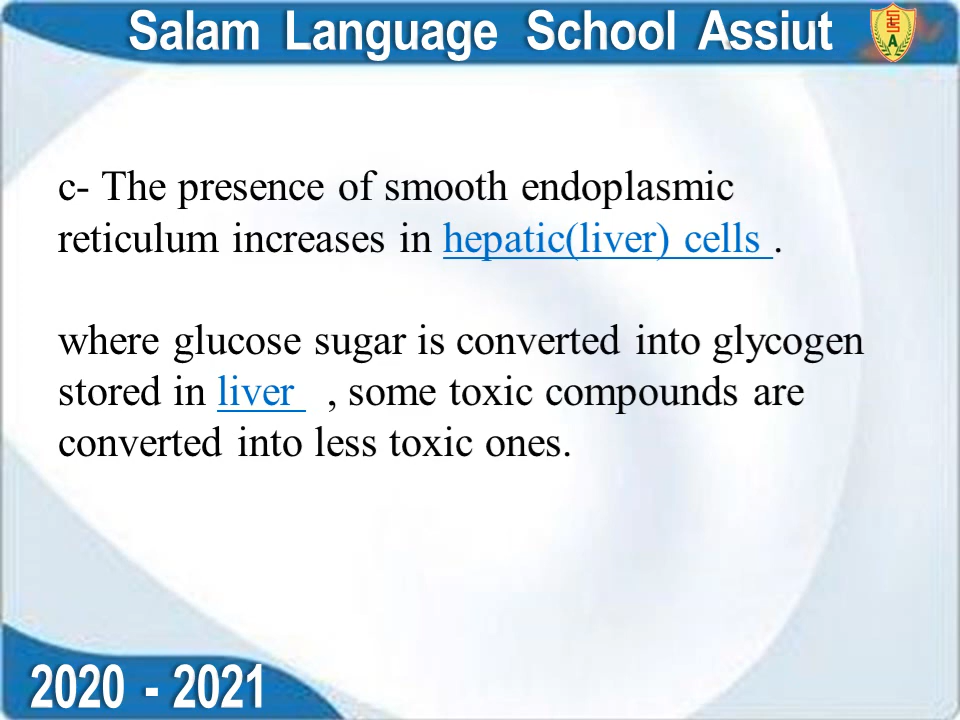 Salam Language School Assiut
c- The presence of smooth endoplasmic
reticulum increases in hepatic(liver) cells .
where glucose sugar is converted into glycogen
stored in liver , some toxic compounds are
converted into less toxic ones.
2020 - 2021